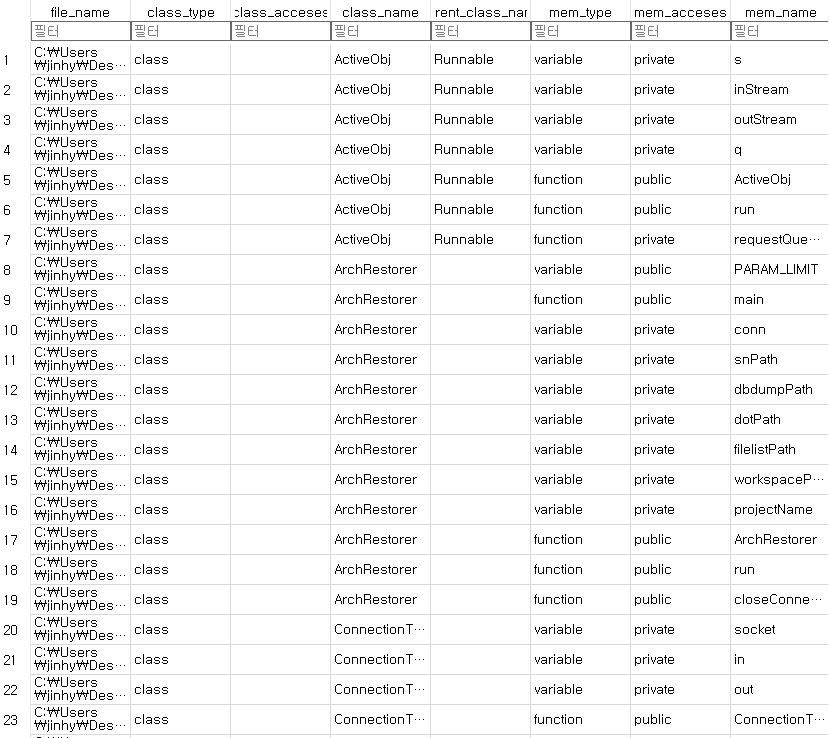 file_name class_type class_acceses class_name rent_class_nar mem_type mem_acceses mem_name
필터 필터 필터 필터 필터 필터 필터 필터
1 C:₩Users ₩jinhy₩Des··· class ActiveObj Runnable variable private s
2 C:₩Users ₩jinhy₩Des··· class ActiveObj Runnable variable private inStream
3 C:₩Users ₩jinhy₩Des··· class ActiveObj Runnable variable private outStream
4 C:₩Users ₩jinhy₩Des··· class ActiveObj Runnable variable private q
5 C:₩Users ₩jinhy₩Des··· class ActiveObj Runnable function public ActiveObj
6 C:₩Users ₩jinhy₩Des··· class ActiveObj Runnable function public run
7 C:₩Users ₩jinhy₩Des··· class ActiveObj Runnable function private requestQue···
8 C:₩Users ₩jinhy₩Des··· class ArchRestorer variable public PARAM_LIMIT
9 C:₩Users ₩jinhy₩Des··· class ArchRestorer function public main
10 C:₩Users ₩jinhy₩Des··· class ArchRestorer variable private conn
11 C:₩Users ₩jinhy₩Des··· class ArchRestorer variable private snPath
12 C:₩Users ₩jinhy₩Des··· class ArchRestorer variable private dbdumpPath
13 C:₩Users ₩jinhy₩Des··· class ArchRestorer variable private dotPath
14 C:₩Users ₩jinhy₩Des··· class ArchRestorer variable private filelistPath
15 C:₩Users ₩jinhy₩Des··· class ArchRestorer variable private workspaceP···
16 C:₩Users ₩jinhy₩Des··· class ArchRestorer variable private projectName
17 C:₩Users ₩jinhy₩Des··· class ArchRestorer function public ArchRestorer
18 C:₩Users ₩jinhy₩Des··· class ArchRestorer function public run
19 C:₩Users ₩jinhy₩Des··· class ArchRestorer function public closeConne···
20 C:₩Users ₩jinhy₩Des··· class ConnectionT··· variable private socket
21 C:₩Users ₩jinhy₩Des··· class ConnectionT··· variable private in
22 C:₩Users ₩jinhy₩Des··· class ConnectionT··· variable private out
23 C:₩Users ₩jinhy₩Des··· class ConnectionT··· function public ConnectionT···